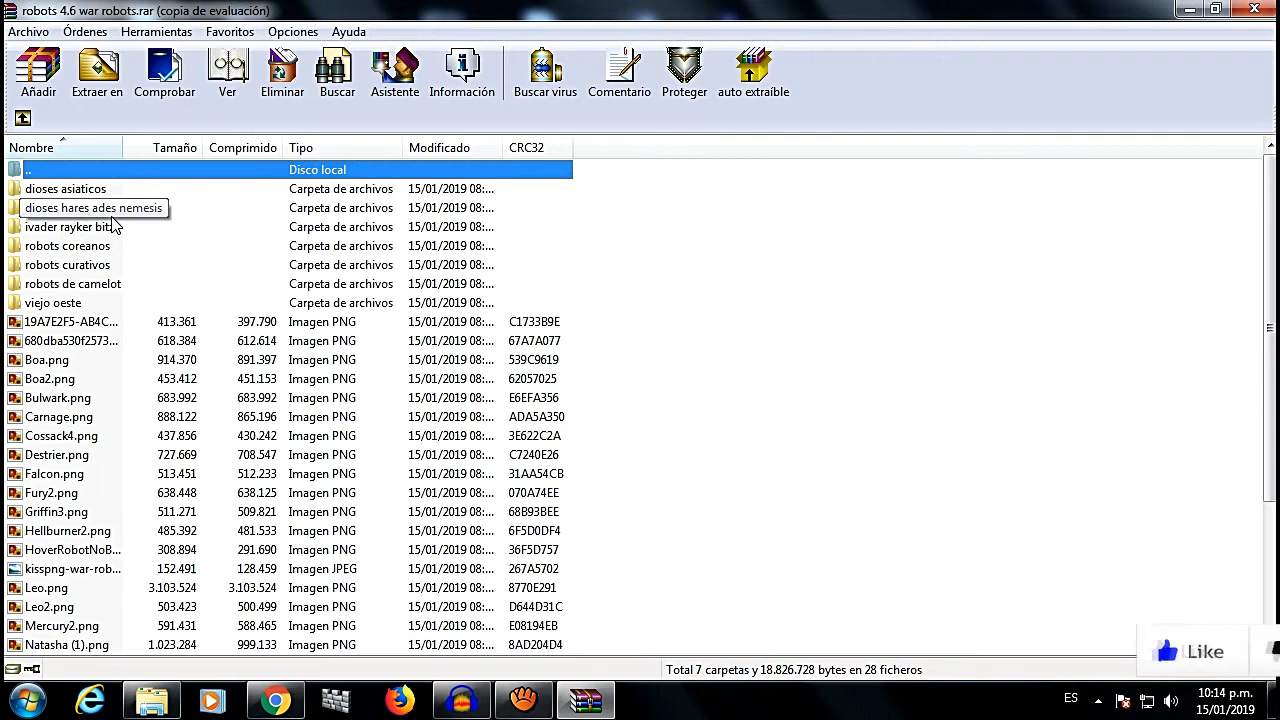 robots 4.6 war robots.rar (copia de evaluación)
Archivo Órdenes Herramientas Favoritos Opciones Ayuda
Añadir Extraer en Comprobar Ver Eliminar Buscar Asistente Información Buscar virus Comentario Proteger auto extraíble
Nombre Tamaño Comprimido Tipo Modificado CRC32
.. Disco local
dioses asiaticos Carpeta de archivos 15/01/2019 08:...
dioses hares ades nemesis Carpeta de archivos 15/01/2019 08:...
ivader rayker bit Carpeta de archivos 15/01/2019 08:...
robots coreanos Carpeta de archivos 15/01/2019 08:...
robots curativos Carpeta de archivos 15/01/2019 08:...
robots de camelot Carpeta de archivos 15/01/2019 08:...
viejo oeste Carpeta de archivos 15/01/2019 08:...
19A7E2F5-AB4C... 413.361 397.790 Imagen PNG 15/01/2019 08:... C1733B9E
680dba530f2573... 618.384 612.614 Imagen PNG 15/01/2019 08:... 67A7A077
Boa.png 914.370 891.397 Imagen PNG 15/01/2019 08:... 539C9619
Boa2.png 453.412 451.153 Imagen PNG 15/01/2019 08:... 62057025
Bulwark.png 683.992 683.992 Imagen PNG 15/01/2019 08:... E6EFA356
Carnage.png 888.122 865.196 Imagen PNG 15/01/2019 08:... ADA5A350
Cossack4.png 437.856 430.242 Imagen PNG 15/01/2019 08:... 3E622C2A
Destrier.png 727.669 708.547 Imagen PNG 15/01/2019 08:... C7240E26
Falcon.png 513.451 512.233 Imagen PNG 15/01/2019 08:... 31AA54CB
Fury2.png 638.448 638.125 Imagen PNG 15/01/2019 08:... 070A74EE
Griffin3.png 511.271 509.821 Imagen PNG 15/01/2019 08:... 68B93BEE
Hellburner2.png 485.392 481.533 Imagen PNG 15/01/2019 08:... 6F5D0DF4
HoverRobotNoB... 308.894 291.690 Imagen PNG 15/01/2019 08:... 36F5D757
kisspng-war-rob... 152.491 128.459 Imagen JPEG 15/01/2019 08:... 267A5702
Leo.png 3.103.524 3.103.524 Imagen PNG 15/01/2019 08:... 8770E291
Leo2.png 503.423 500.499 Imagen PNG 15/01/2019 08:... D644D31C
Mercury2.png 591.431 588.465 Imagen PNG 15/01/2019 08:... E08194EB
Natasha (1).png 1.023.284 999.133 Imagen PNG 15/01/2019 08:... 8AD204D4
Like
Total 7 carpetas y 18.826.728 bytes en 28 ficheros
ES 10:14 p.m.
15/01/2019